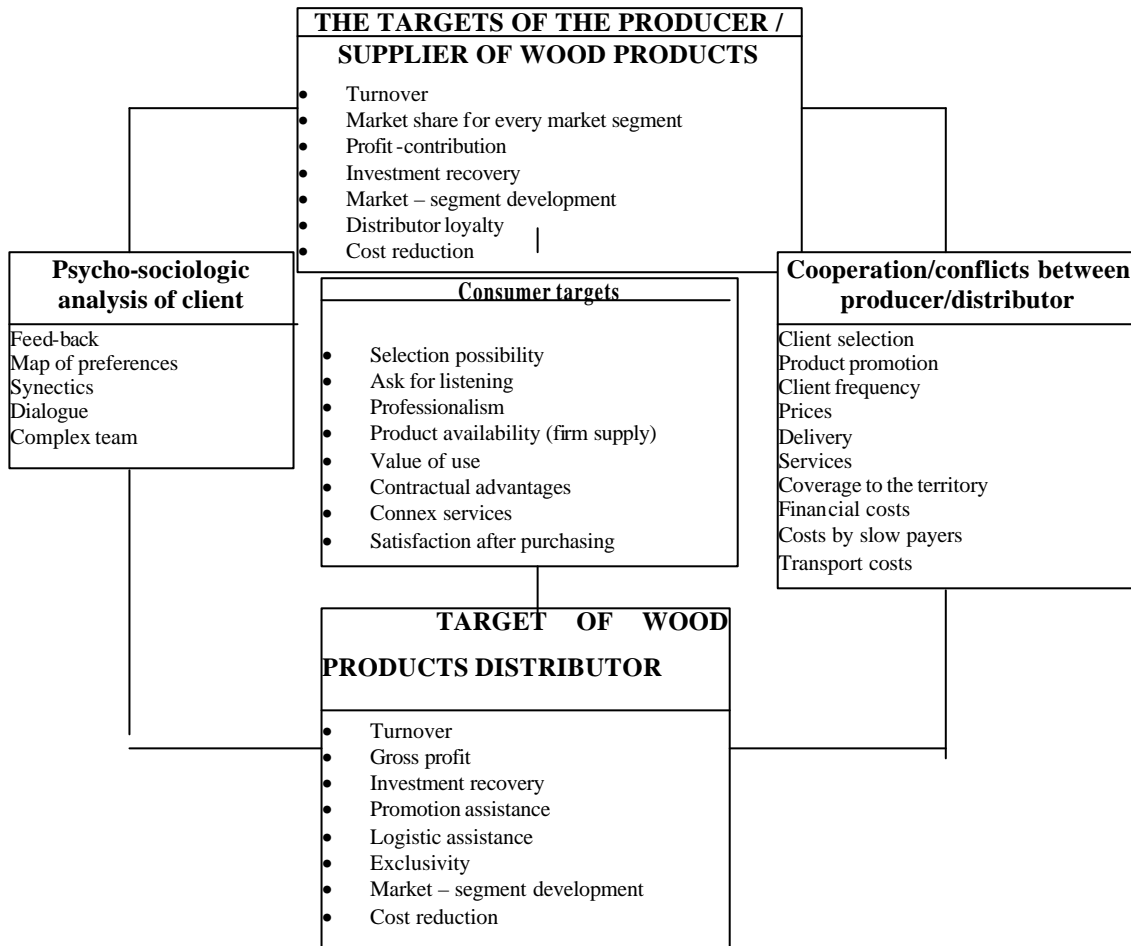 THE TARGETS OF THE PRODUCER /
SUPPLIER OF WOOD PRODUCTS
• Turnover
• Market share for every market segment
• Profit -contribution
• Investment recovery
• Market – segment development
• Distributor loyalty
• Cost reduction
Psycho-sociologic
analysis of client
Feed-back
Map of preferences
Synectics
Dialogue
Complex team
Consumer targets
• Selection possibility
• Ask for listening
• Professionalism
• Product availability (firm supply)
• Value of use
• Contractual advantages
• Connex services
• Satisfaction after purchasing
Cooperation/conflicts between
producer/distributor
Client selection
Product promotion
Client frequency
Prices
Delivery
Services
Coverage to the territory
Financial costs
Costs by slow payers
Transport costs
TARGET OF WOOD
PRODUCTS DISTRIBUTOR
• Turnover
• Gross profit
• Investment recovery
• Promotion assistance
• Logistic assistance
• Exclusivity
• Market – segment development
• Cost reduction